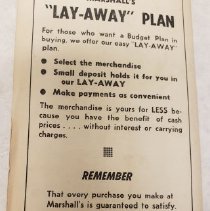 MARSHALL'S
"LAY-AWAY" PLAN
For those who want a Budget Plan in
buying, we offer our easy "LAY-AWAY"
plan.
● Select the merchandise
● Small deposit holds it for you in
our LAY-AWAY
● Make payments as convenient
The merchandise is yours for LESS be-
cause you have the benefit of cash
prices . . . . without interest or carrying
charges.
REMEMBER
That every purchase you make at
Marshall's is guaranteed to satisfy.